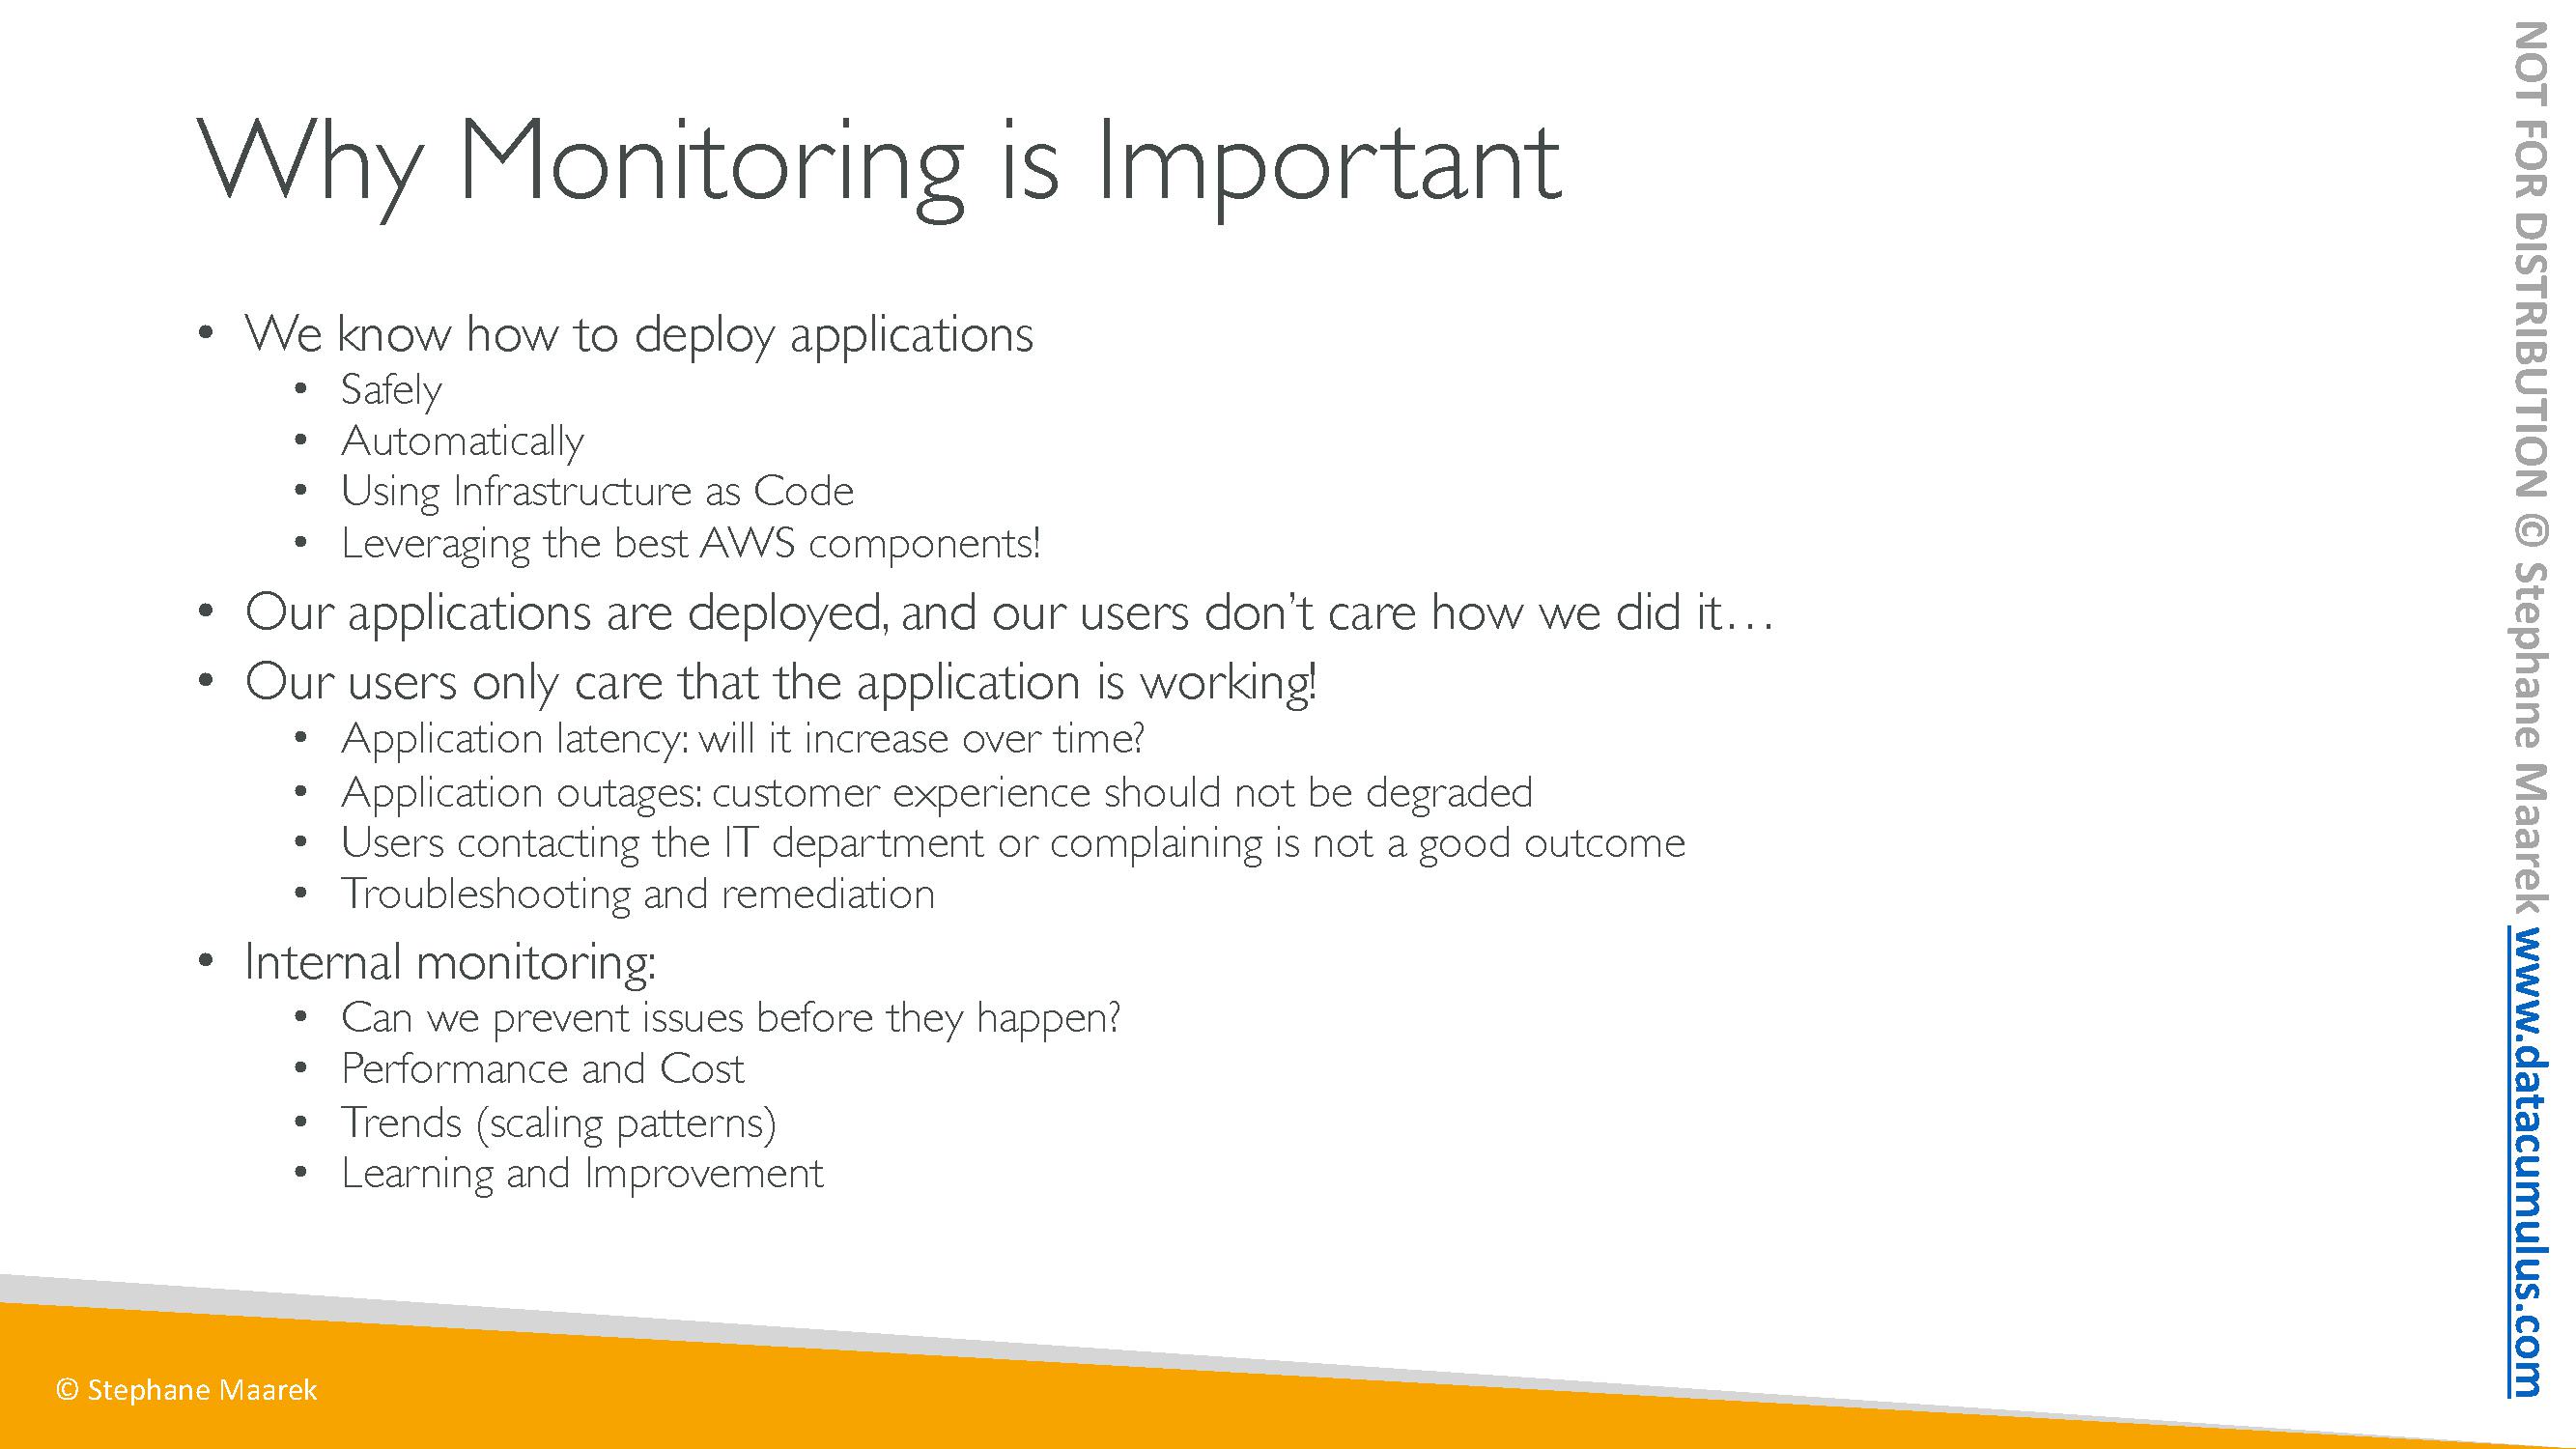 Why Monitoring is Important
• We know how to deploy applications
• Safely
• Automatically
• Using Infrastructure as Code
• Leveraging the best AWS components!
• Our applications are deployed, and our users don’t care how we did it…
• Our users only care that the application is working!
• Application latency: will it increase over time?
• Application outages: customer experience should not be degraded
• Users contacting the IT department or complaining is not a good outcome
• Troubleshooting and remediation
• Internal monitoring:
• Can we prevent issues before they happen?
• Performance and Cost
• Trends (scaling patterns)
• Learning and Improvement
© Stephane Maarek
NOT FOR DISTRIBUTION © Stephane Maarek www.datacumulus.com